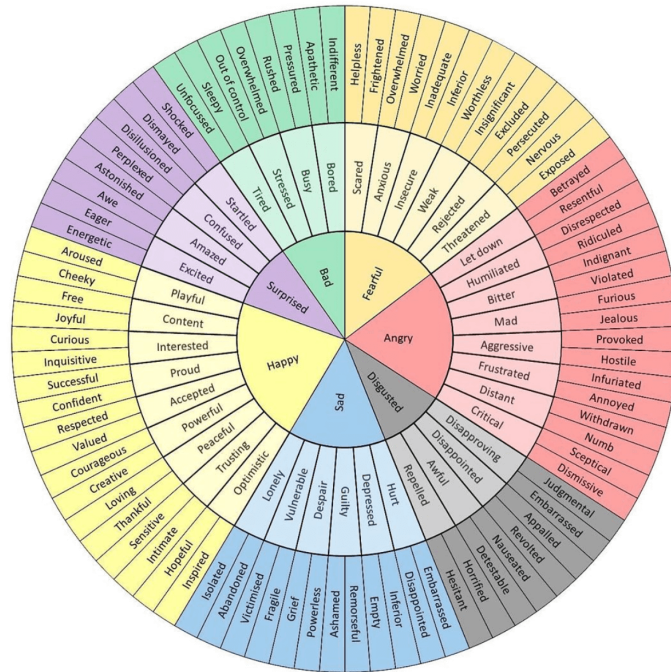 Fearful
Angry
Disgusted
Sad
Happy
Surprised
Bad
Scared
Anxious
Insecure
Weak
Rejected
Threatened
Let down
Humiliated
Bitter
Mad
Aggressive
Frustrated
Distant
Critical
Disapproving
Disappointed
Awful
Repelled
Hurt
Depressed
Guilty
Despair
Vulnerable
Lonely
Optimistic
Trusting
Peaceful
Powerful
Accepted
Proud
Interested
Content
Playful
Excited
Amazed
Confused
Startled
Tired
Stressed
Busy
Bored
Helpless
Frightened
Overwhelmed
Worried
Inadequate
Inferior
Worthless
Insignificant
Excluded
Persecuted
Nervous
Exposed
Betrayed
Resentful
Disrespected
Ridiculed
Indignant
Violated
Furious
Jealous
Provoked
Hostile
Infuriated
Annoyed
Withdrawn
Numb
Sceptical
Dismissive
Judgmental
Embarrassed
Appalled
Revolted
Nauseated
Detestable
Horrified
Hesitant
Embarrassed
Disappointed
Inferior
Empty
Remorseful
Ashamed
Powerless
Grief
Fragile
Victimised
Abandoned
Isolated
Inspired
Hopeful
Intimate
Sensitive
Thankful
Loving
Creative
Courageous
Valued
Respected
Confident
Successful
Inquisitive
Curious
Joyful
Free
Cheeky
Aroused
Energetic
Eager
Awe
Astonished
Perplexed
Disillusioned
Dismayed
Shocked
Unfocussed
Sleepy
Out of control
Overwhelmed
Rushed
Pressured
Apathetic
Indifferent